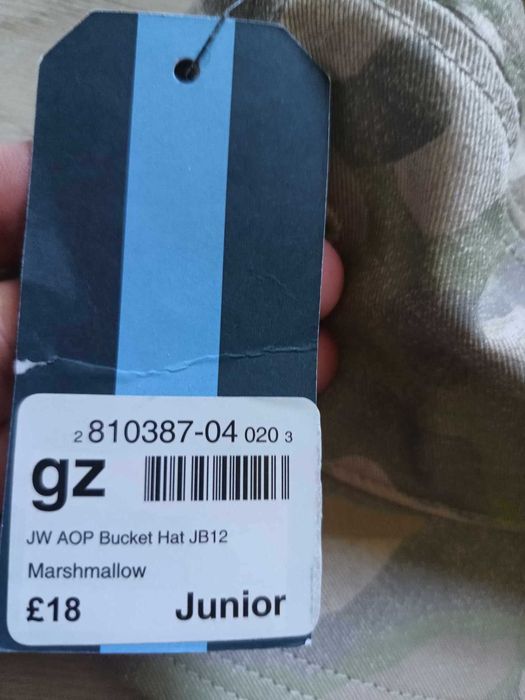 2 810387-04 020 3
gz
JW AOP Bucket Hat JB12
Marshmallow
£18 Junior